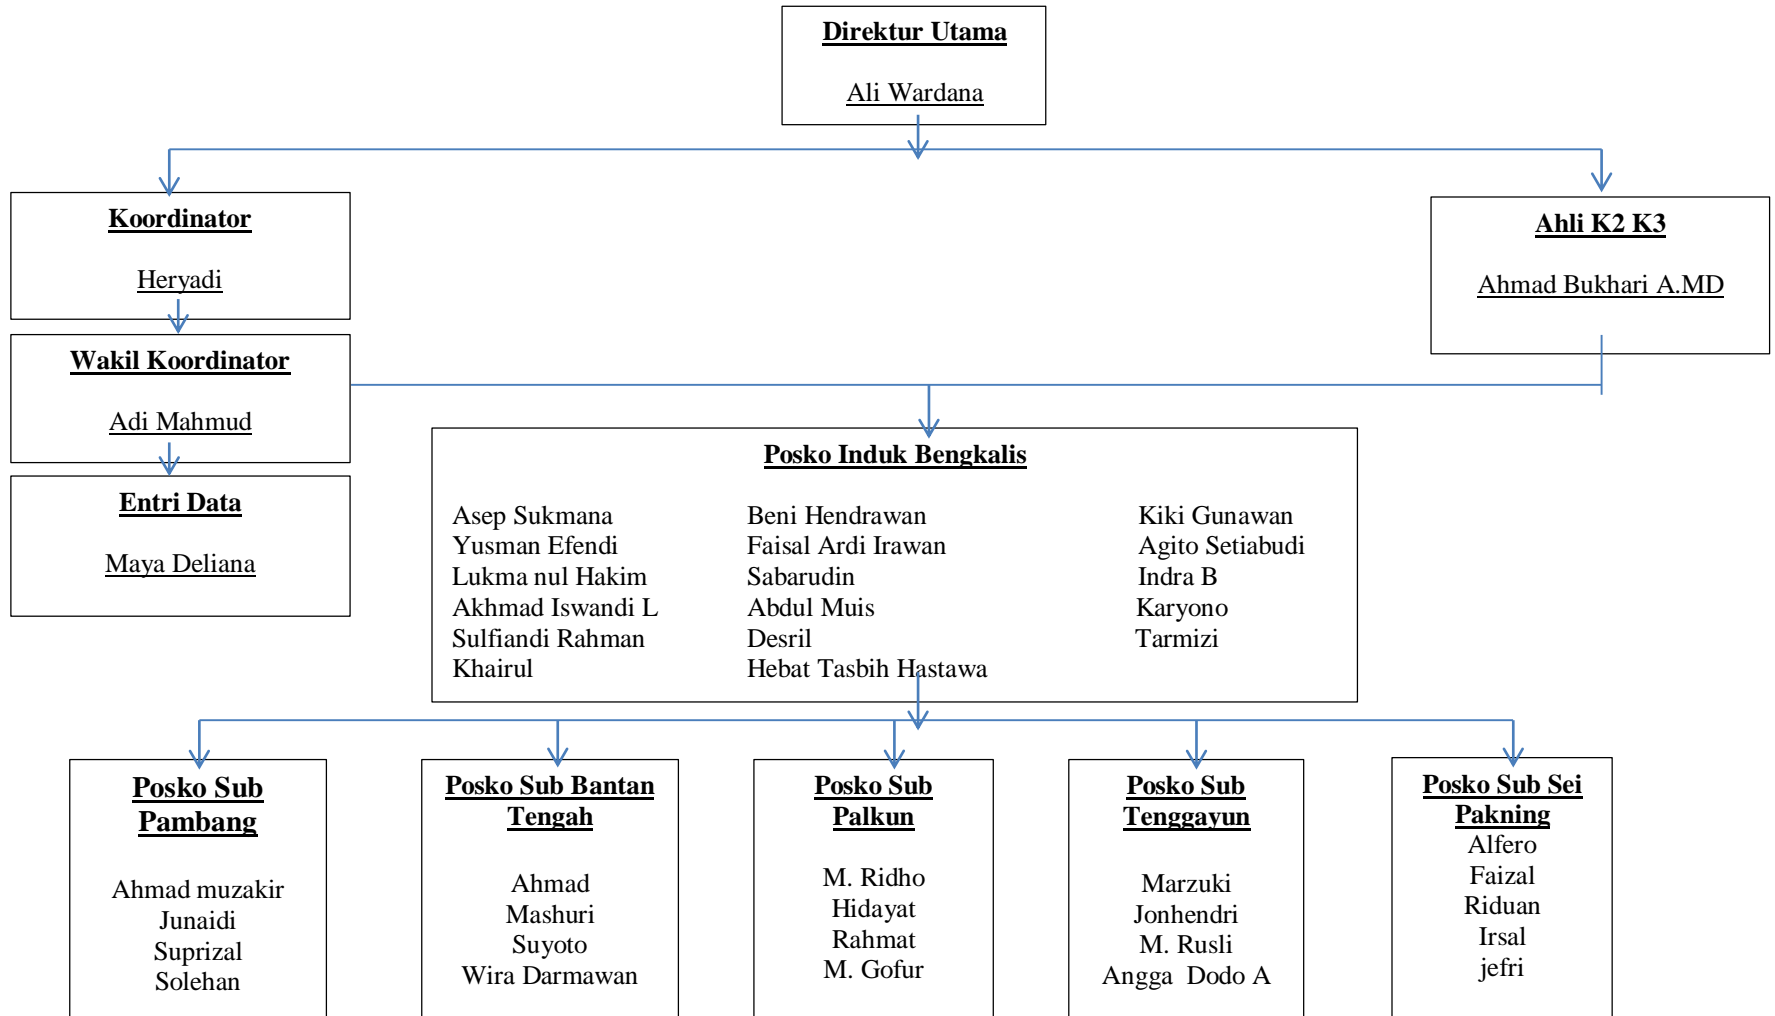 Direktur Utama
Ali Wardana
Koordinator
Heryadi
Ahli K2 K3
Ahmad Bukhari A.MD
Wakil Koordinator
Adi Mahmud
Entri Data
Maya Deliana
Posko Induk Bengkalis
Asep Sukmana
Yusman Efendi
Lukma nul Hakim
Akhmad Iswandi L
Sulfiandi Rahman
Khairul
Beni Hendrawan
Faisal Ardi Irawan
Sabarudin
Abdul Muis
Desril
Hebat Tasbih Hastawa
Kiki Gunawan
Agito Setiabudi
Indra B
Karyono
Tarmizi
Posko Sub
Pambang
Ahmad muzakir
Junaidi
Suprizal
Solehan
Posko Sub Bantan
Tengah
Ahmad
Mashuri
Suyoto
Wira Darmawan
Posko Sub
Palkun
M. Ridho
Hidayat
Rahmat
M. Gofur
Posko Sub
Tenggayun
Marzuki
Jonhendri
M. Rusli
Angga  Dodo A
Posko Sub Sei
Pakning
Alfero
Faizal
Riduan
Irsal
jefri